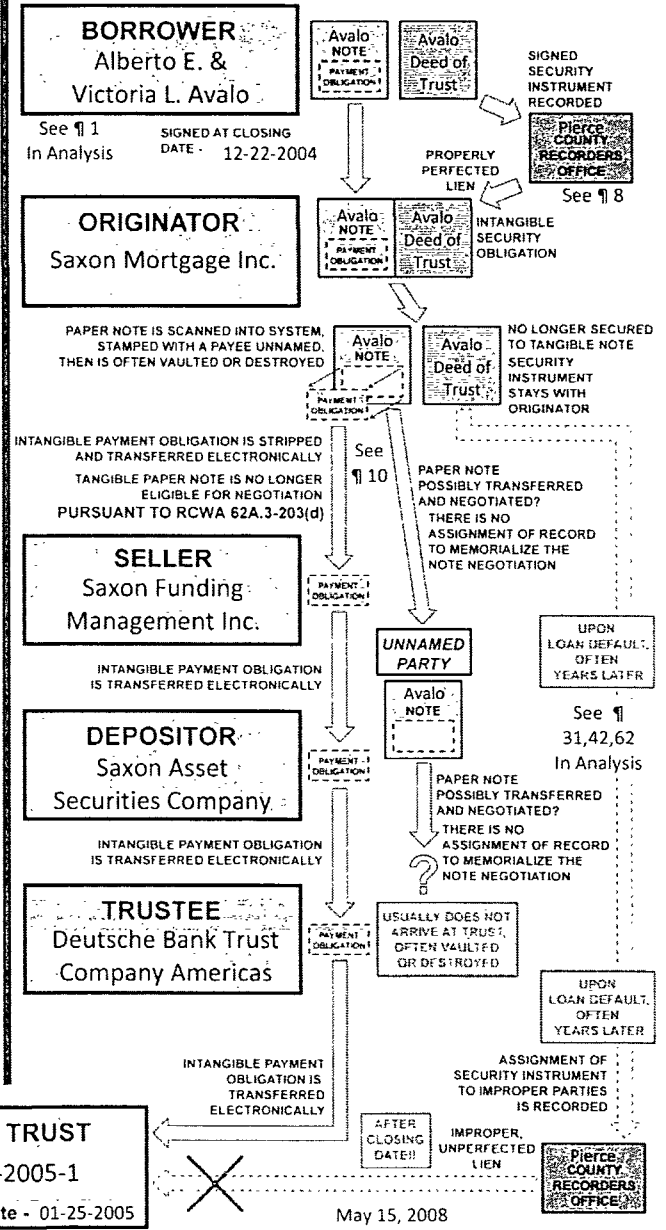 BORROWER
Alberto E. &
Victoria L. Avalo
Avalo
NOTE
PAYMENT
OBLIGATION
Avalo
Deed of
Trust
SIGNED
SECURITY
INSTRUMENT
RECORDED
See ¶ 1
In Analysis
SIGNED AT CLOSING
DATE - 12-22-2004
Pierce
COUNTY
RECORDERS
OFFICE
See ¶ 8
PROPERLY
PERFECTED
LIEN
ORIGINATOR
Saxon Mortgage Inc.
Avalo
NOTE
PAYMENT
OBLIGATION
Avalo
Deed of
Trust
INTANGIBLE
SECURITY
OBLIGATION
PAPER NOTE IS SCANNED INTO SYSTEM,
STAMPED WITH A PAYEE UNNAMED,
THEN IS OFTEN VAULTED OR DESTROYED
Avalo
NOTE
PAYMENT
OBLIGATION
Avalo
Deed of
Trust
NO LONGER SECURED
TO TANGIBLE NOTE
SECURITY
INSTRUMENT
STAYS WITH
ORIGINATOR
INTANGIBLE PAYMENT OBLIGATION IS STRIPPED
AND TRANSFERRED ELECTRONICALLY
TANGIBLE PAPER NOTE IS NO LONGER
ELIGIBLE FOR NEGOTIATION
PURSUANT TO RCWA 62A.3-203(d)
See
¶ 10
PAPER NOTE
POSSIBLY TRANSFERRED
AND NEGOTIATED?
THERE IS NO
ASSIGNMENT OF RECORD
TO MEMORIALIZE THE
NOTE NEGOTIATION
SELLER
Saxon Funding
Management Inc.
PAYMENT
OBLIGATION
UNNAMED
PARTY
Avalo
NOTE
UPON
LOAN DEFAULT,
OFTEN
YEARS LATER
INTANGIBLE PAYMENT OBLIGATION
IS TRANSFERRED ELECTRONICALLY
See ¶
31,42,62
In Analysis
DEPOSITOR
Saxon Asset
Securities Company
PAYMENT
OBLIGATION
PAPER NOTE
POSSIBLY TRANSFERRED
AND NEGOTIATED?
THERE IS NO
ASSIGNMENT OF RECORD
TO MEMORIALIZE THE
NOTE NEGOTIATION
?
INTANGIBLE PAYMENT OBLIGATION
IS TRANSFERRED ELECTRONICALLY
TRUSTEE
Deutsche Bank Trust
Company Americas
PAYMENT
OBLIGATION
USUALLY DOES NOT
ARRIVE AT TRUST,
OFTEN VAULTED
OR DESTROYED
UPON
LOAN DEFAULT,
OFTEN
YEARS LATER
INTANGIBLE PAYMENT
OBLIGATION IS
TRANSFERRED
ELECTRONICALLY
ASSIGNMENT OF
SECURITY INSTRUMENT
TO IMPROPER PARTIES
IS RECORDED
TRUST
-2005-1
te - 01-25-2005
AFTER
CLOSING
DATE!!
IMPROPER,
UNPERFECTED
LIEN
Pierce
COUNTY
RECORDERS
OFFICE
May 15, 2008